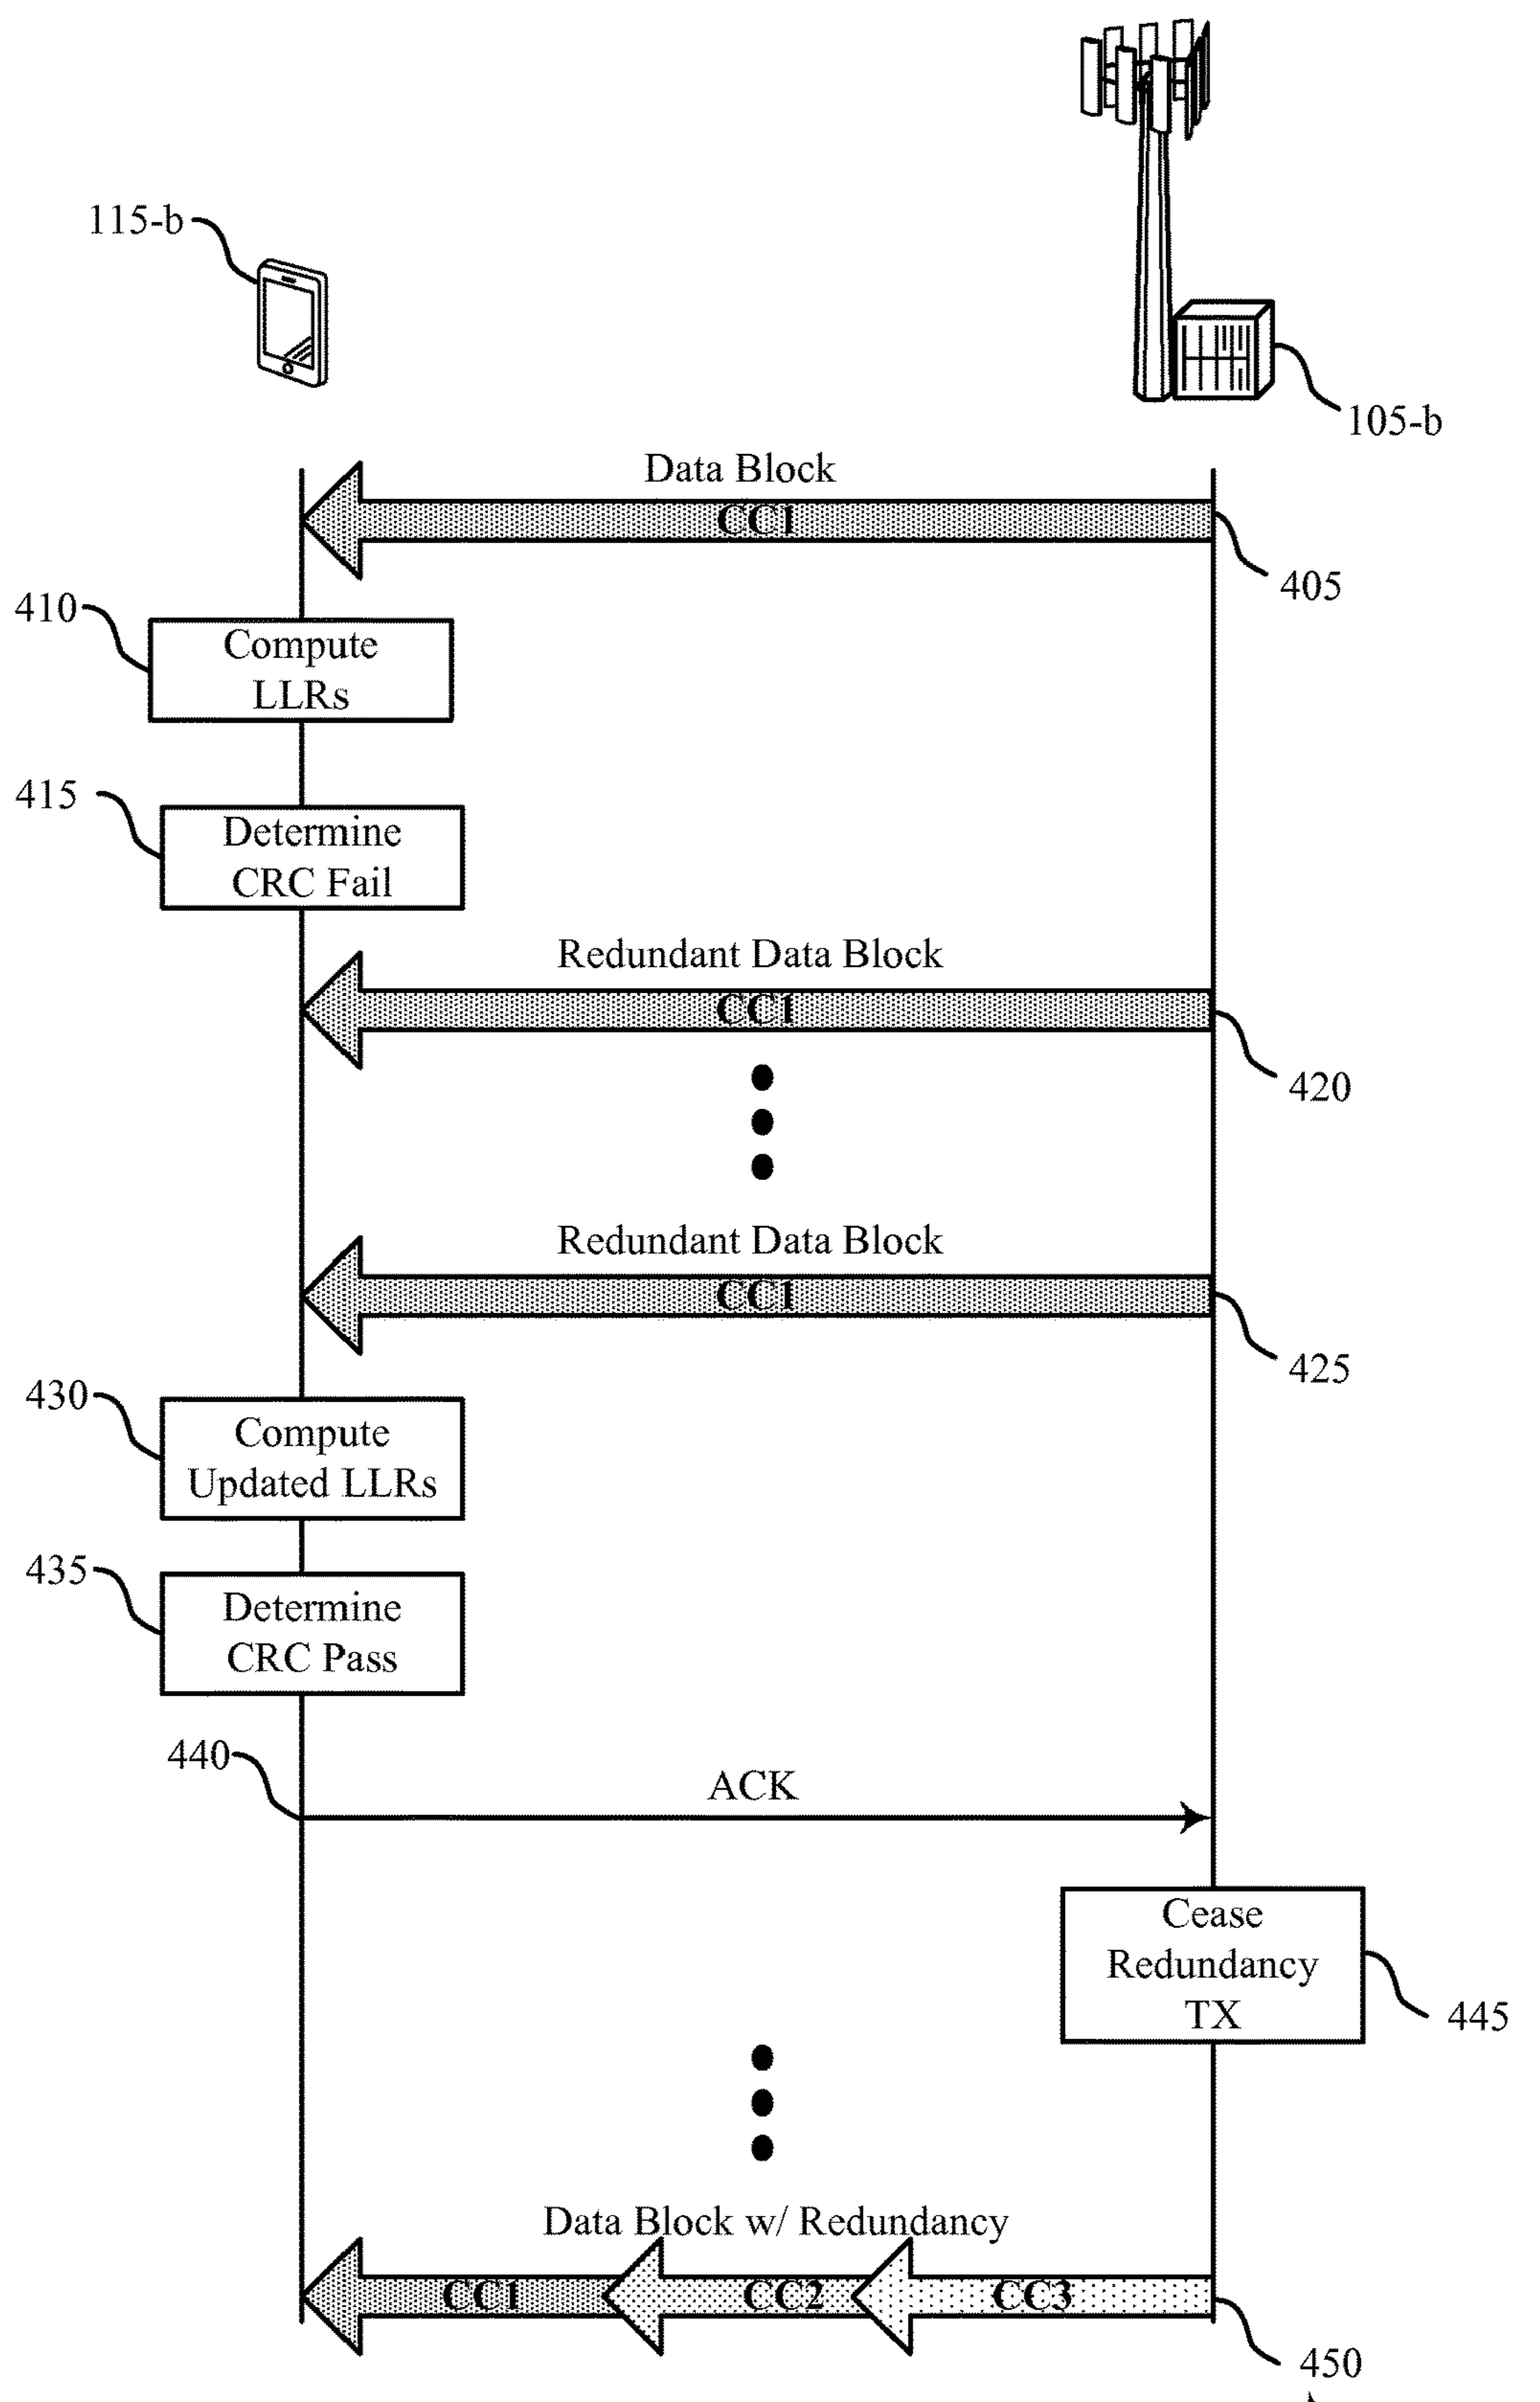 115-b
105-b
Data Block
CC1
405
410
Compute
LLRs
415
Determine
CRC Fail
Redundant Data Block
CC1
420
Redundant Data Block
CC1
425
430
Compute
Updated LLRs
435
Determine
CRC Pass
440
ACK
Cease
Redundancy
TX
445
Data Block w/ Redundancy
CC1 CC2 CC3
450